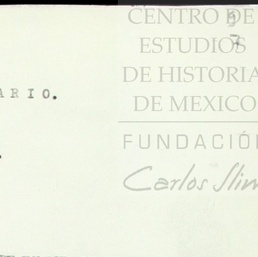 CENTRO DE
ESTUDIOS
DE HISTORIA
DE MEXICO
ARIO.
FUNDACIÓN
Carlos Slim